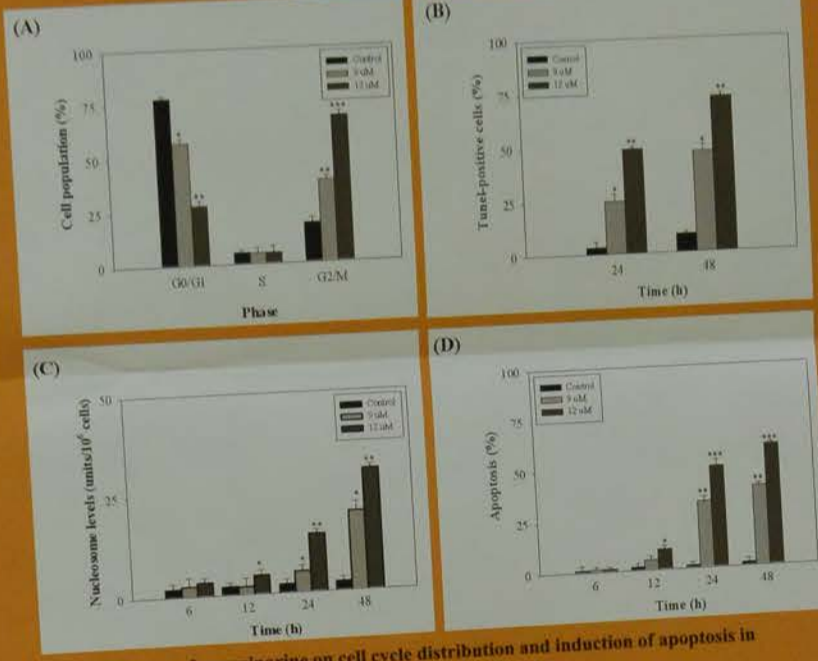 (A)
Cell population (%)
100
75
50
25
0
Control
9 uM
12 uM
*
**
**
***
G0/G1 S G2/M
Phase
(B)
Tunel-positive cells (%)
100
75
50
25
0
Control
9 uM
12 uM
*
**
*
**
24 48
Time (h)
(C)
Nucleosome levels (units/10⁶ cells)
50
25
0
Control
9 uM
12 uM
*
*
**
*
**
6 12 24 48
Time (h)
(D)
Apoptosis (%)
100
75
50
25
0
Control
9 uM
12 uM
*
**
***
**
***
6 12 24 48
Time (h)
on cell cycle distribution and induction of apoptosis in